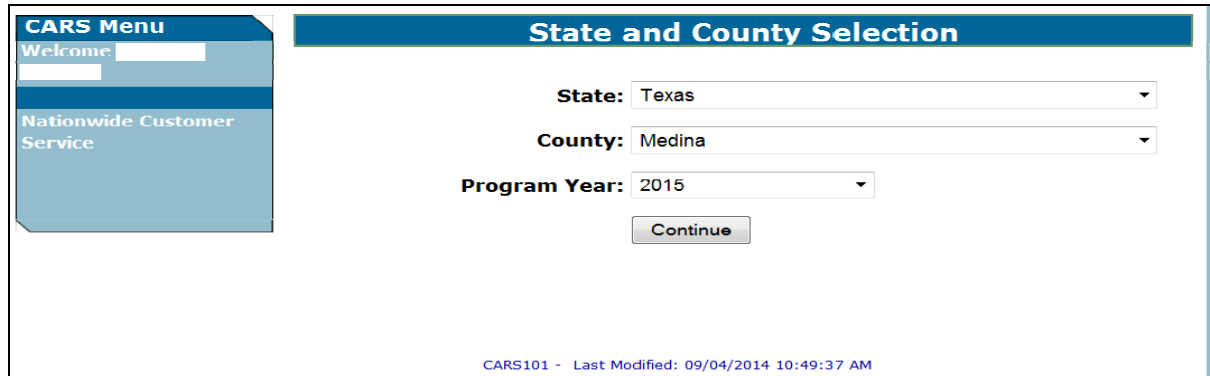 CARS Menu
Welcome
Nationwide Customer
Service
State and County Selection
State: Texas
County: Medina
Program Year: 2015
Continue
CARS101 - Last Modified: 09/04/2014 10:49:37 AM